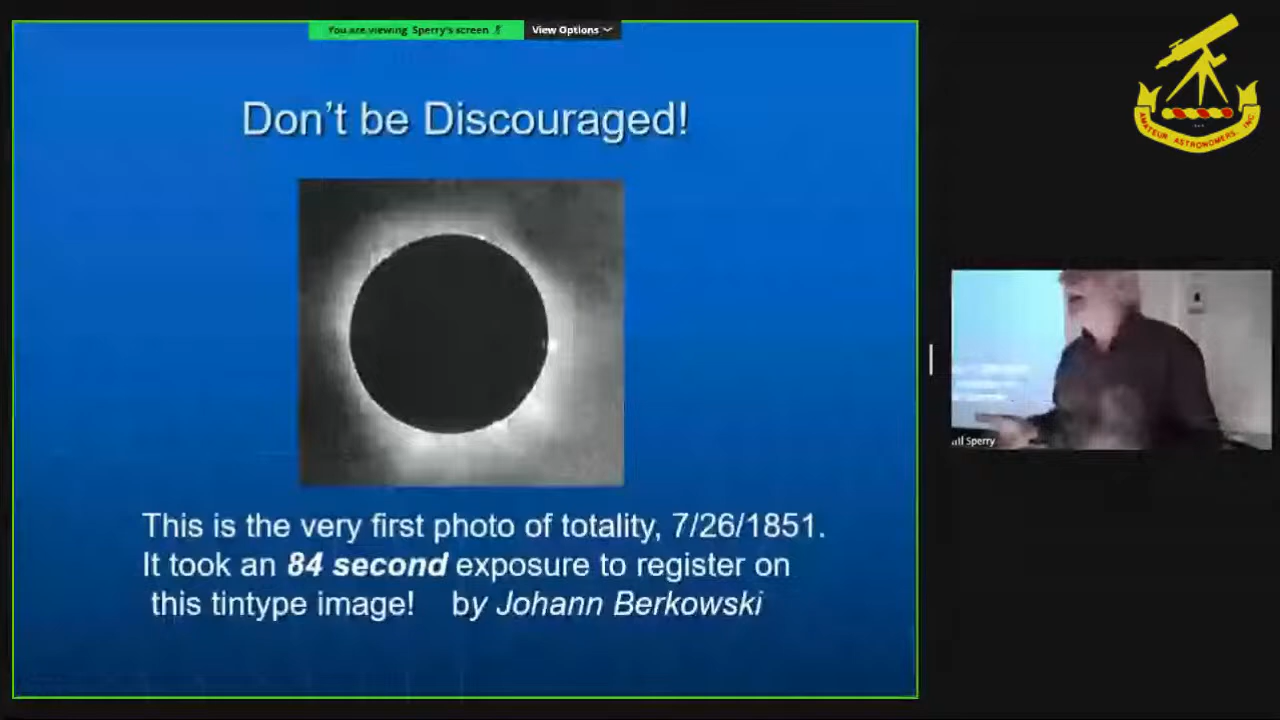 You are viewing Sperry's screen
View Options
Don't be Discouraged!
This is the very first photo of totality, 7/26/1851.
It took an 84 second exposure to register on
this tintype image! by Johann Berkowski
AMATEUR ASTRONOMERS, INC
Sperry